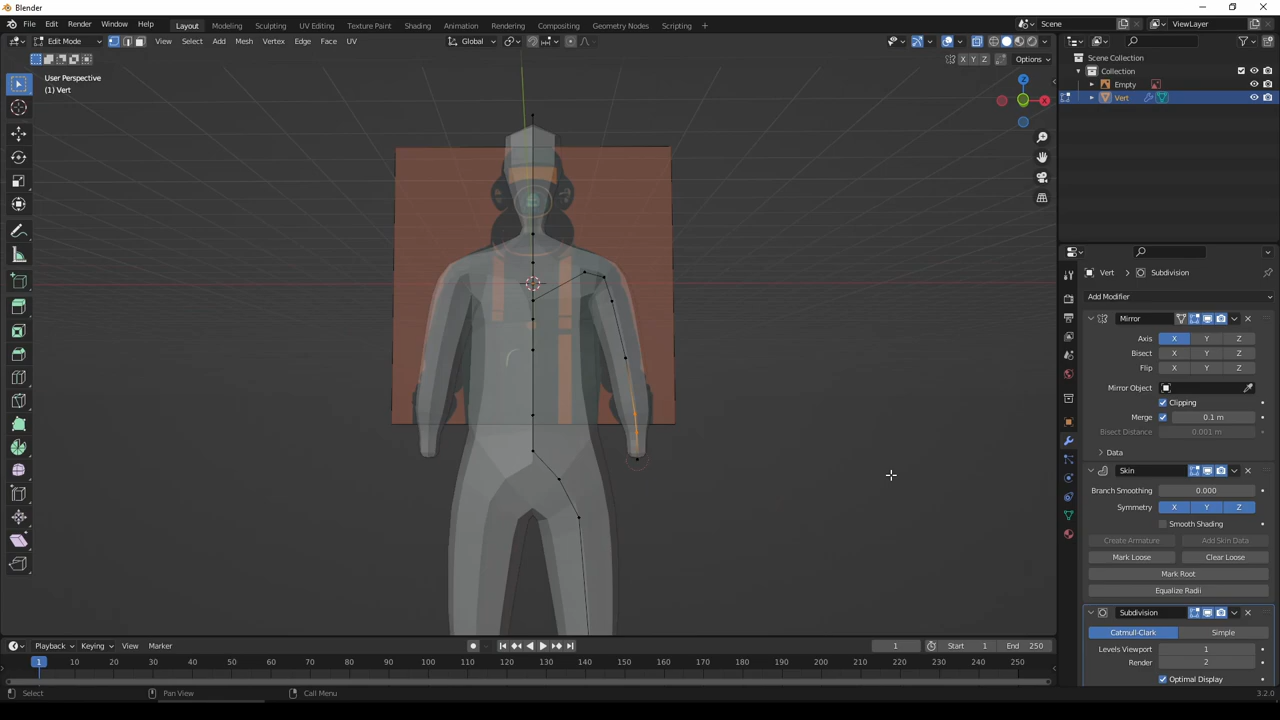 Blender
File Edit Render Window Help Layout Modeling Sculpting UV Editing Texture Paint Shading Animation Rendering Compositing Geometry Nodes Scripting + Scene ViewLayer
Edit Mode View Select Add Mesh Vertex Edges Face UV Global
X Y Z Options
User Perspective
(1) Vert
Z
X
Scene Collection
Collection
Empty
Vert
Vert > Subdivision
Add Modifier
Mirror
Axis X Y Z
Bisect X Y Z
Flip X Y Z
Mirror Object
Clipping
Merge 0.1 m
Bisect Distance 0.001 m
Data
Skin
Branch Smoothing 0.000
Symmetry X Y Z
Smooth Shading
Create Armature Add Skin Data
Mark Loose Clear Loose
Mark Root
Equalize Radii
Subdivision
Catmull-Clark Simple
Levels Viewport 1
Render 2
Optimal Display
Playback Keying View Marker 1 Start 1 End 250
1 10 20 30 40 50 60 70 80 90 100 110 120 130 140 150 160 170 180 190 200 210 220 230 240 250
Select Pan View Call Menu 3.2.0